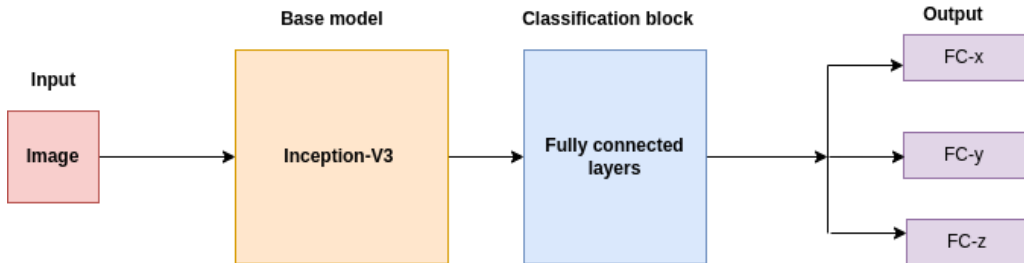 Base model
Classification block
Output
Input
Image
Inception-V3
Fully connected
layers
FC-x
FC-y
FC-z